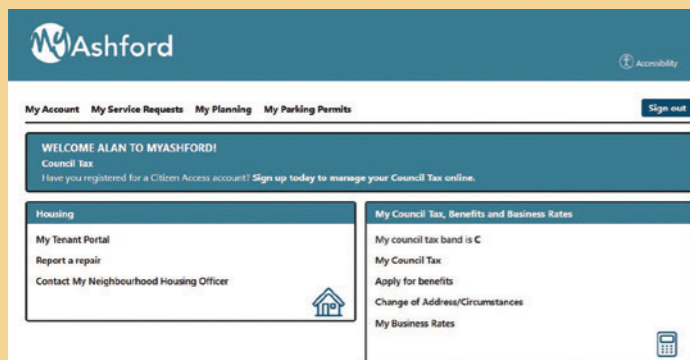 MyAshford
Accessibility
My Account My Service Requests My Planning My Parking Permits
Sign out
WELCOME ALAN TO MYASHFORD!
Council Tax
Have you registered for a Citizen Access account? Sign up today to manage your Council Tax online.
Housing
My Tenant Portal
Report a repair
Contact My Neighbourhood Housing Officer
My Council Tax, Benefits and Business Rates
My council tax band is C
My Council Tax
Apply for benefits
Change of Address/Circumstances
My Business Rates